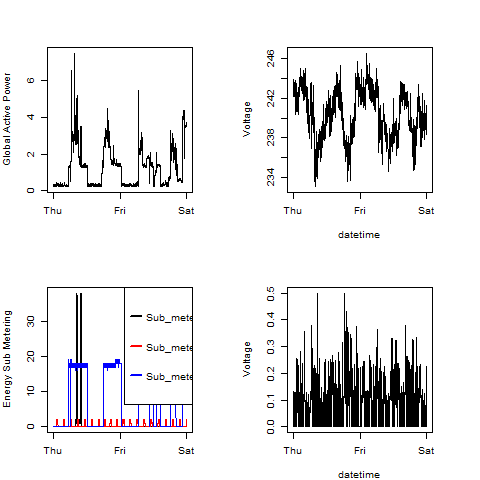 Global Active Power
0 2 4 6
Thu Fri Sat
Voltage
234 238 242 246
Thu Fri Sat
datetime
Energy Sub Metering
0 10 20 30
Sub_mete
Sub_mete
Sub_mete
Thu Fri Sat
Voltage
0.0 0.1 0.2 0.3 0.4 0.5
Thu Fri Sat
datetime